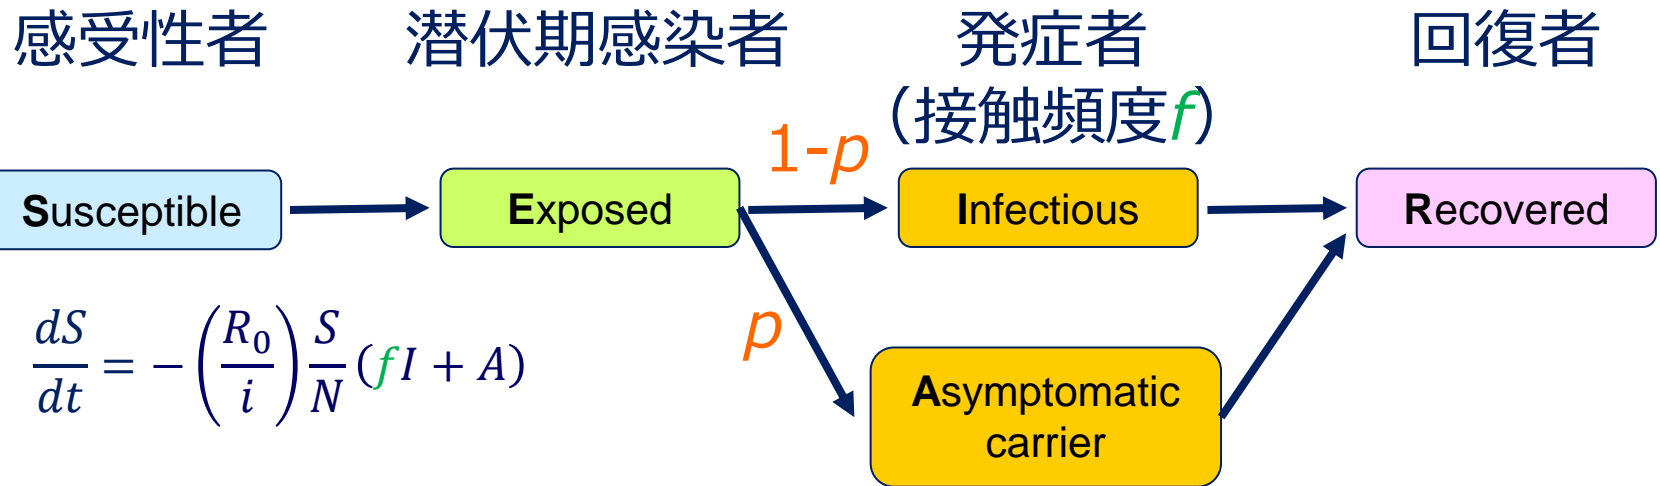 感受性者
潜伏期感染者
発症者
(接触頻度f)
回復者
Susceptible
Exposed
1-p
Infectious
Recovered
p
Asymptomatic
carrier
dS/dt = −(R₀/i) S/N (fI + A)